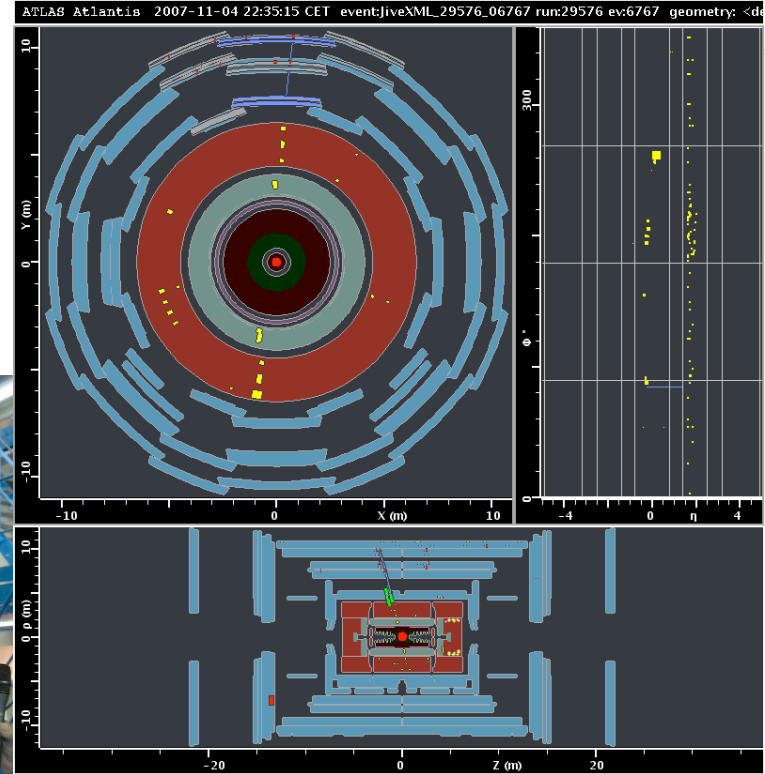 ATLAS Atlantis 2007-11-04 22:35:15 CET event:JiveXML_29576_06767 run:29576 ev:6767 geometry: <de
10
Y (m)
0
-10
-10 0 X (m) 10
300
Φ °
0
-4 0 η 4
10
ρ (m)
0
-10
-20 0 Z (m) 20